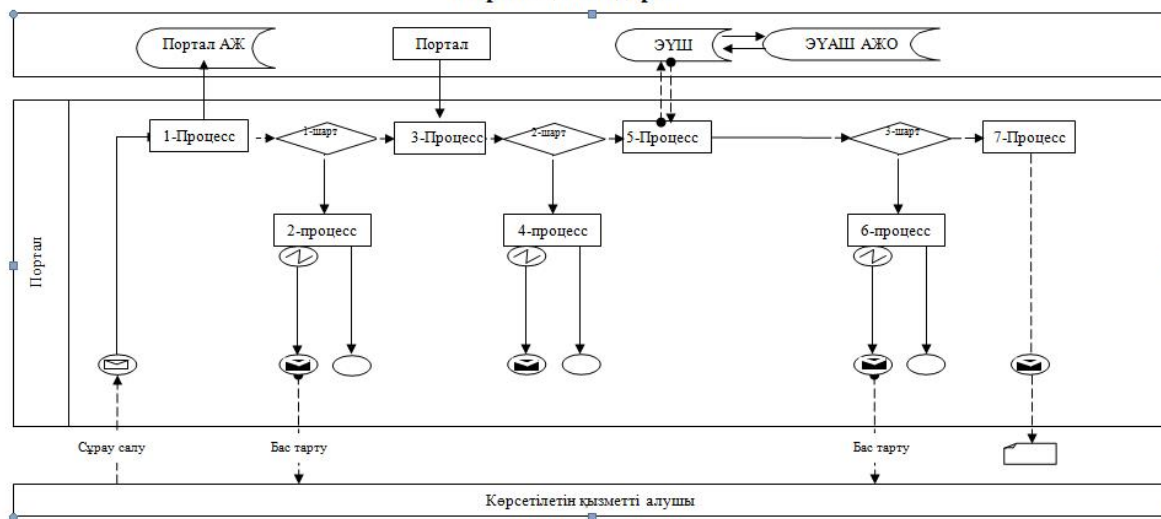 Портал АЖ
Портал
ЭҮШ
ЭҮАШ АЖО
1-Процесс
1-шарт
3-Процесс
2-шарт
5-Процесс
3-шарт
7-Процесс
2-процесс
4-процесс
6-процесс
Портал
Сұрау салу
Бас тарту
Бас тарту
Көрсетілетін қызметті алушы